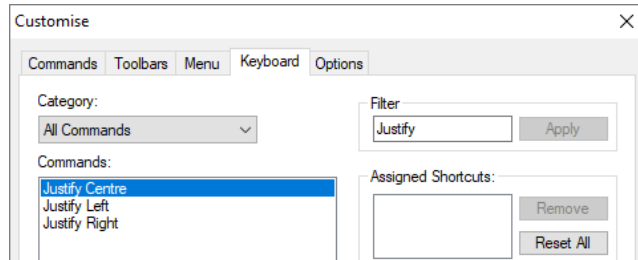 Customise
Commands Toolbars Menu Keyboard Options
Category:
All Commands
Commands:
Justify Centre
Justify Left
Justify Right
Filter
Justify
Apply
Assigned Shortcuts:
Remove
Reset All